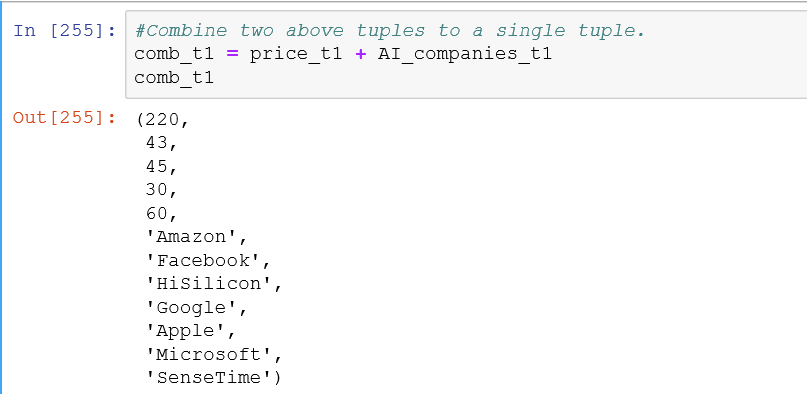 In [255]: #Combine two above tuples to a single tuple.
comb_t1 = price_t1 + AI_companies_t1
comb_t1
Out[255]: (220,
43,
45,
30,
60,
'Amazon',
'Facebook',
'HiSilicon',
'Google',
'Apple',
'Microsoft',
'SenseTime')